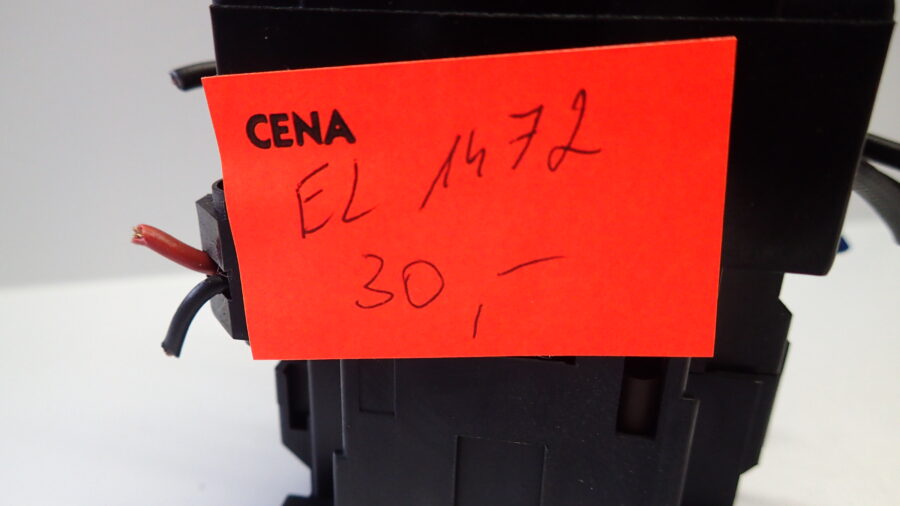 CENA
EL 1472
30,-